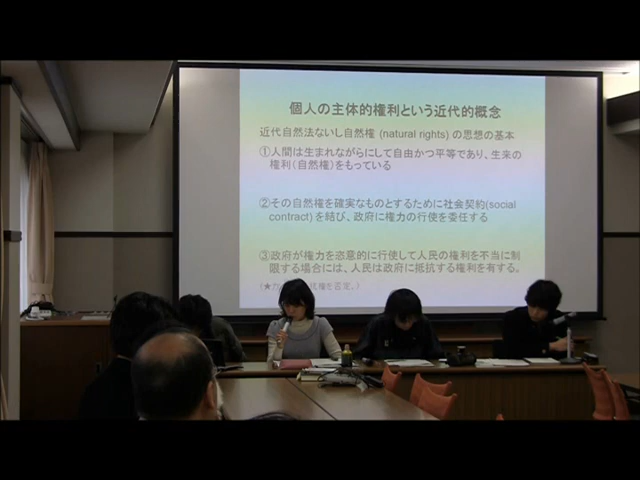 個人の主体的権利という近代的概念
近代自然法ないし自然権 (natural rights) の思想の基本
①人間は生まれながらにして自由かつ平等であり、生来の
権利(自然権)をもっている
②その自然権を確実なものとするために社会契約(social
contract) を結び、政府に権力の行使を委任する
③政府が権力を恣意的に行使して人民の権利を不当に制
限する場合には、人民は政府に抵抗する権利を有する。